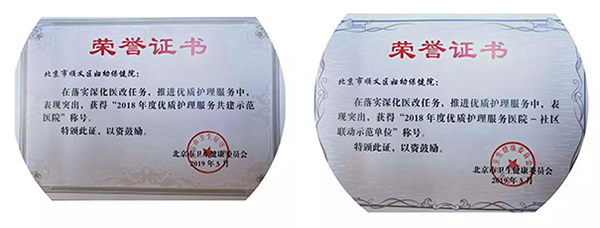 荣誉证书
北京市顺义区妇幼保健院：
在落实深化医改任务，推进优质护理服务中，
表现突出，获得“2018年度优质护理服务共建示范
医院”称号。
特颁此证，以资鼓励。
北京市卫生健康委员会
2019年5月
荣誉证书
北京市顺义区妇幼保健院：
在落实深化医改任务，推进优质护理服务中，表
现突出，获得“2018年度优质护理服务医院－社区
联动示范单位”称号。
特颁此证，以资鼓励。
北京市卫生健康委员会
2019年5月